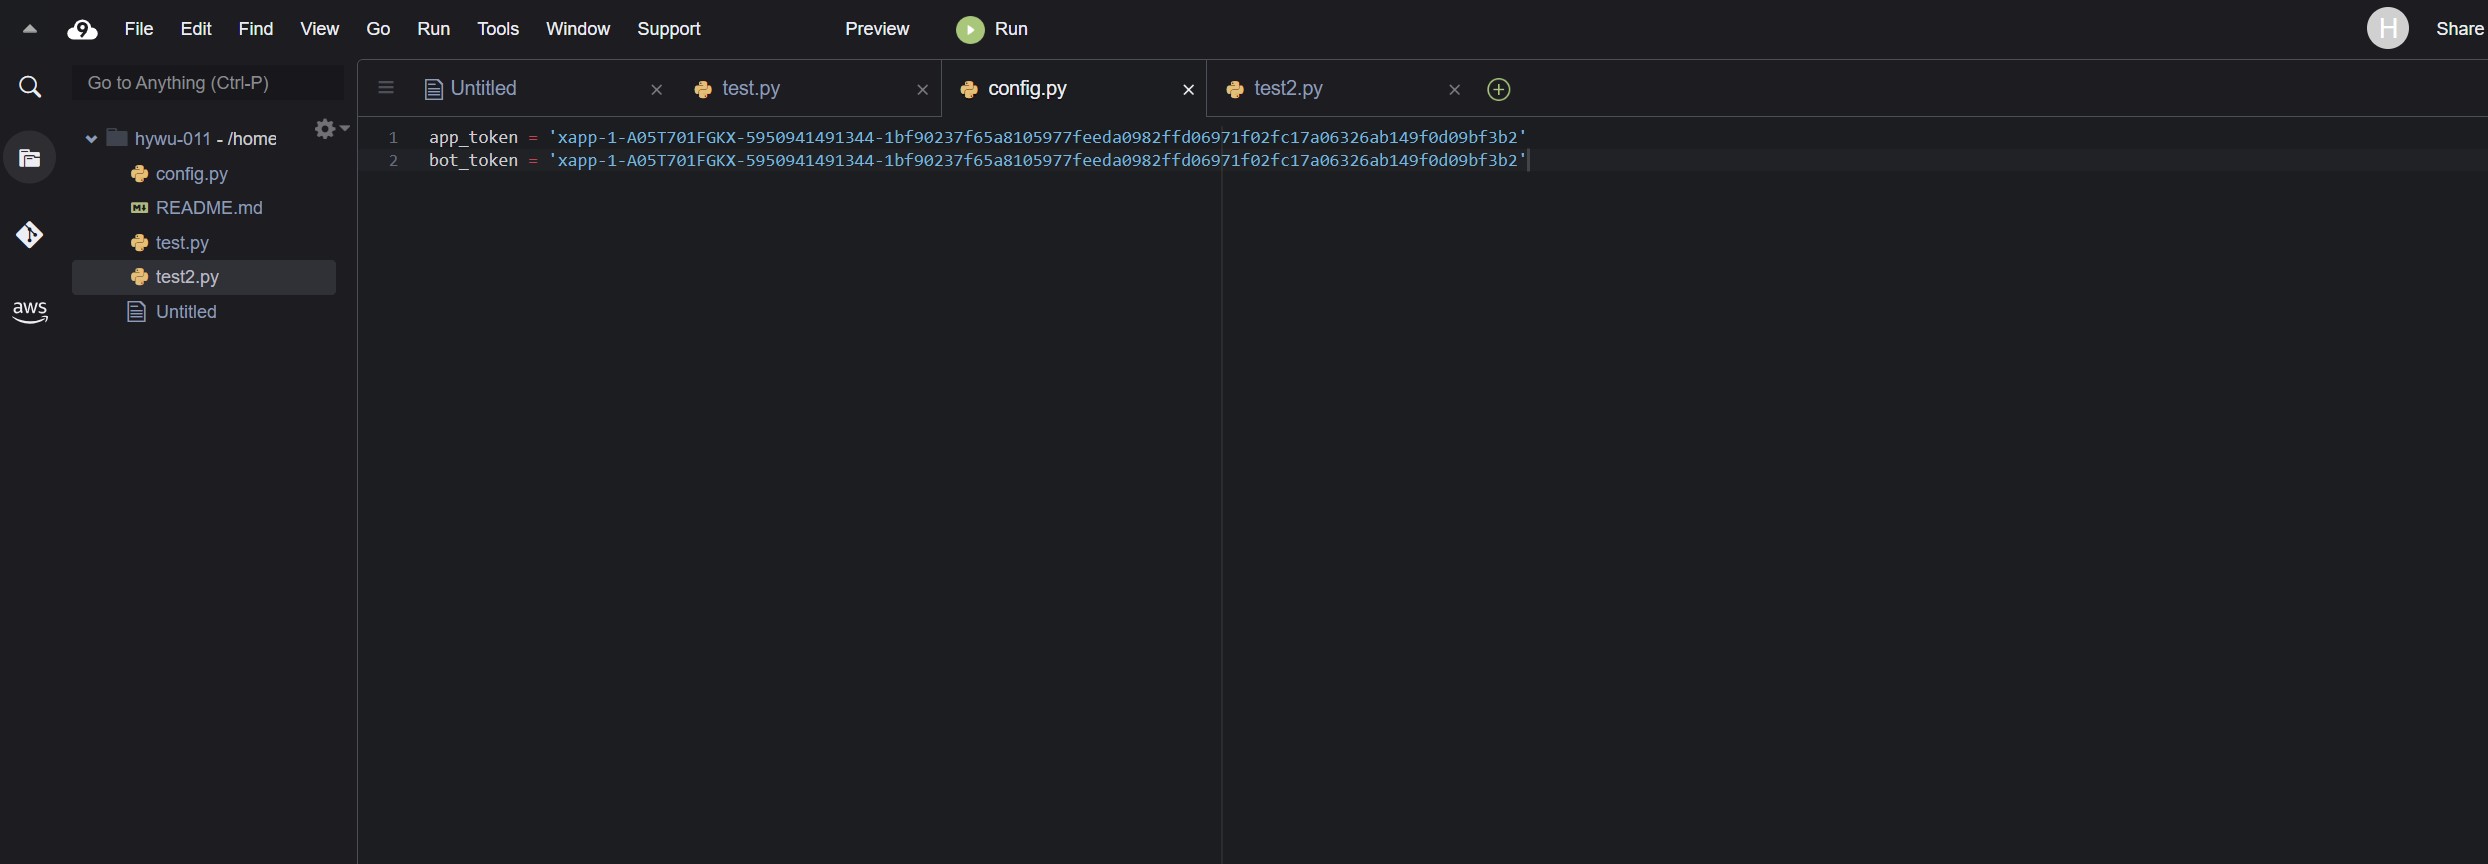 9 File Edit Find View Go Run Tools Window Support Preview Run H Share
Go to Anything (Ctrl-P)
Untitled test.py config.py test2.py
hywu-011 - /home
config.py
README.md
test.py
test2.py
Untitled
aws
1 app_token = 'xapp-1-A05T701FGKX-5950941491344-1bf90237f65a8105977feeda0982ffd06971f02fc17a06326ab149f0d09bf3b2'
2 bot_token = 'xapp-1-A05T701FGKX-5950941491344-1bf90237f65a8105977feeda0982ffd06971f02fc17a06326ab149f0d09bf3b2'